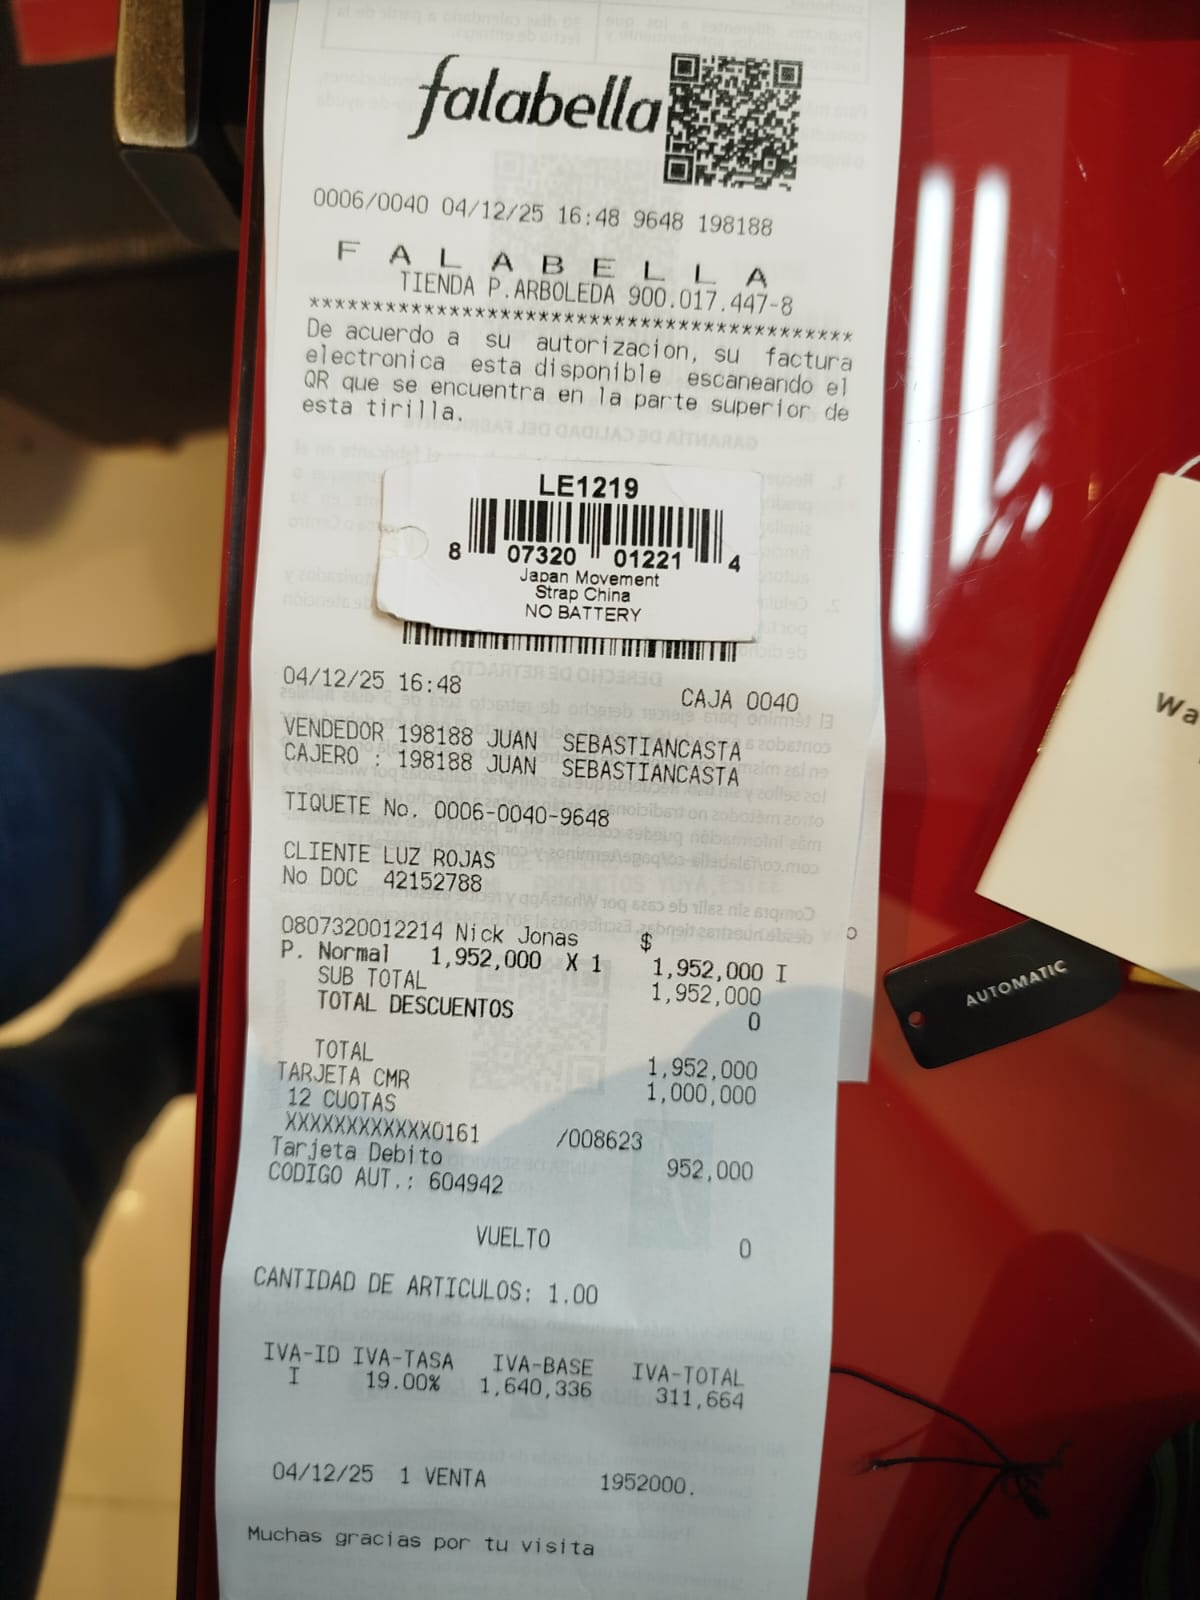 falabella
0006/0040 04/12/25 16:48 9648 198188
F A L A B E L L A
TIENDA P.ARBOLEDA 900.017.447-8
******************************************
De acuerdo a su autorizacion, su factura
electronica esta disponible escaneando el
QR que se encuentra en la parte superior de
esta tirilla.
LE1219
8 07320 01221 4
Japan Movement
Strap China
NO BATTERY
04/12/25 16:48 CAJA 0040
VENDEDOR 198188 JUAN SEBASTIANCASTA
CAJERO : 198188 JUAN SEBASTIANCASTA
TIQUETE No. 0006-0040-9648
CLIENTE LUZ ROJAS
No DOC 42152788
0807320012214 Nick Jonas $
P. Normal 1,952,000 X 1 1,952,000 I
SUB TOTAL 1,952,000
TOTAL DESCUENTOS 0
TOTAL 1,952,000
TARJETA CMR 1,000,000
12 CUOTAS
XXXXXXXXXXXX0161 /008623
Tarjeta Debito 952,000
CODIGO AUT.: 604942
VUELTO 0
CANTIDAD DE ARTICULOS: 1.00
IVA-ID IVA-TASA IVA-BASE IVA-TOTAL
I 19.00% 1,640,336 311,664
04/12/25 1 VENTA 1952000.
Muchas gracias por tu visita
Wa
AUTOMATIC